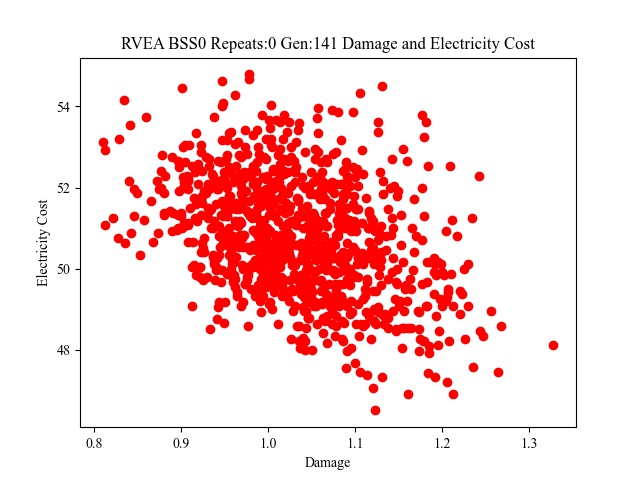 RVEA BSS0 Repeats:0 Gen:141 Damage and Electricity Cost
54
52
50
48
Electricity Cost
0.8 0.9 1.0 1.1 1.2 1.3
Damage